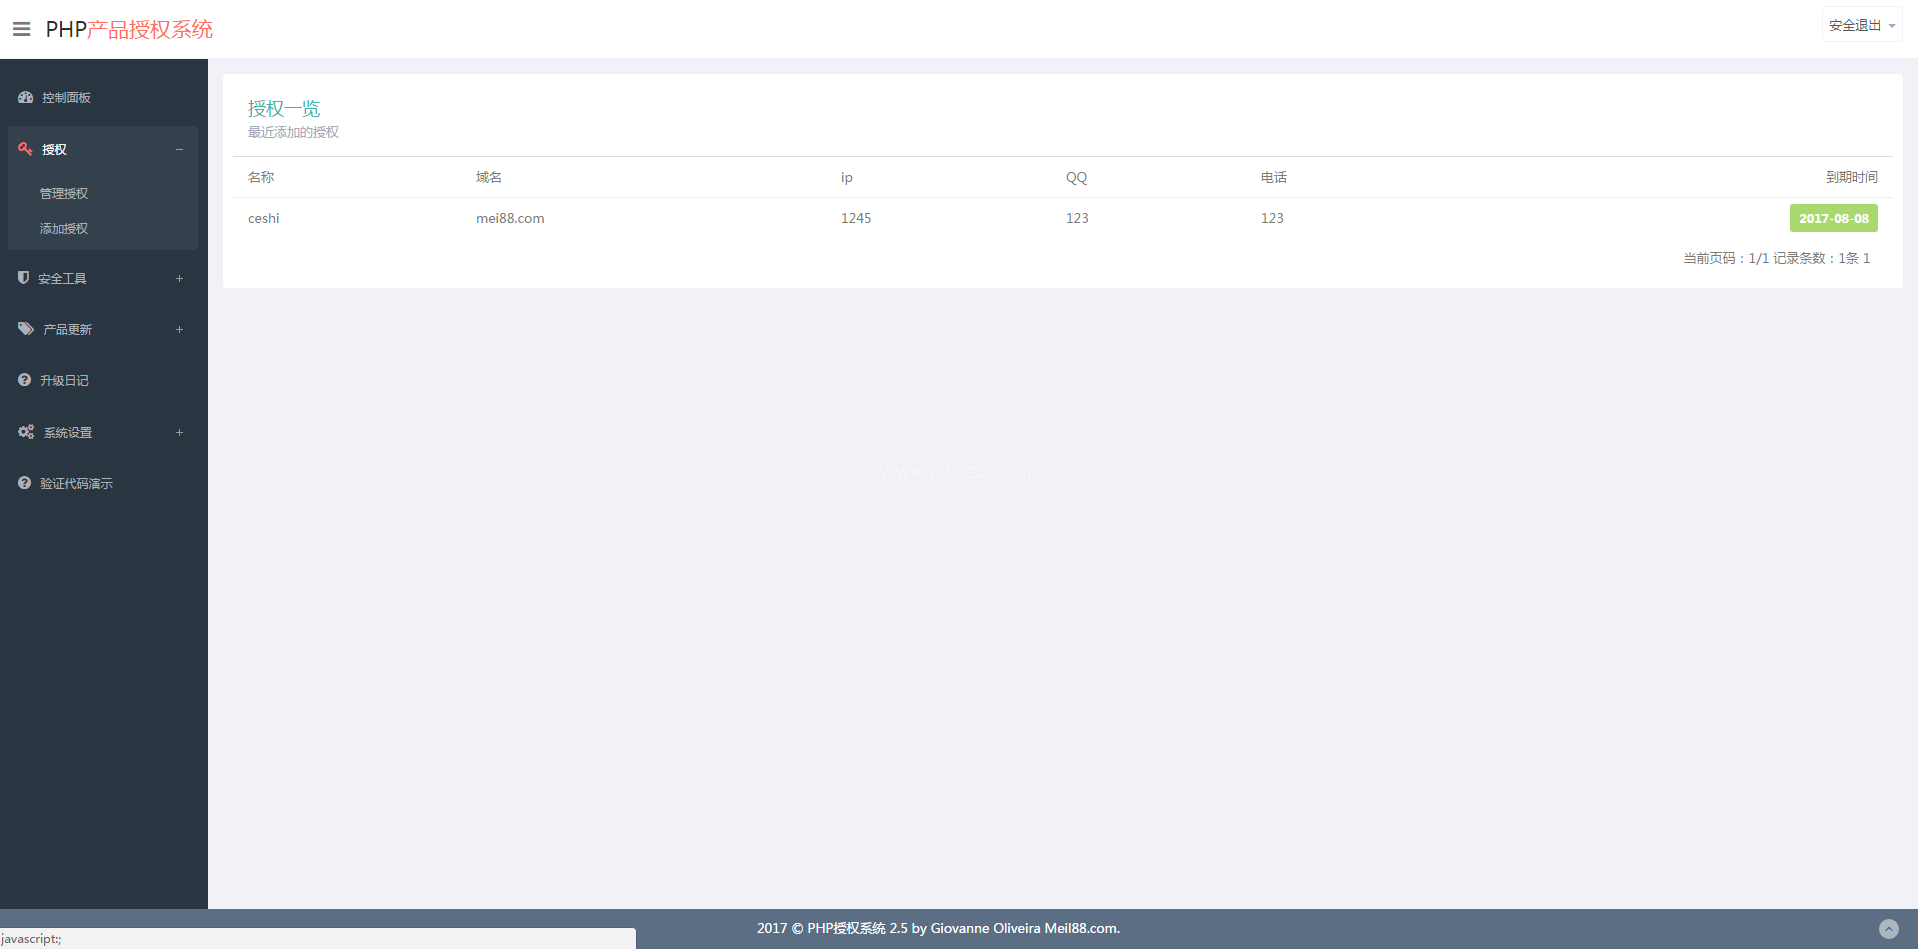 PHP产品授权系统
安全退出
控制面板
授权
管理授权
添加授权
安全工具
产品更新
升级日记
系统设置
验证代码演示
授权一览
最近添加的授权
名称 域名 ip QQ 电话 到期时间
ceshi mei88.com 1245 123 123 2017-08-08
当前页码：1/1 记录条数：1条 1
www.mbxzb.com
2017 © PHP授权系统 2.5 by Giovanne Oliveira Meil88.com.
javascript:;